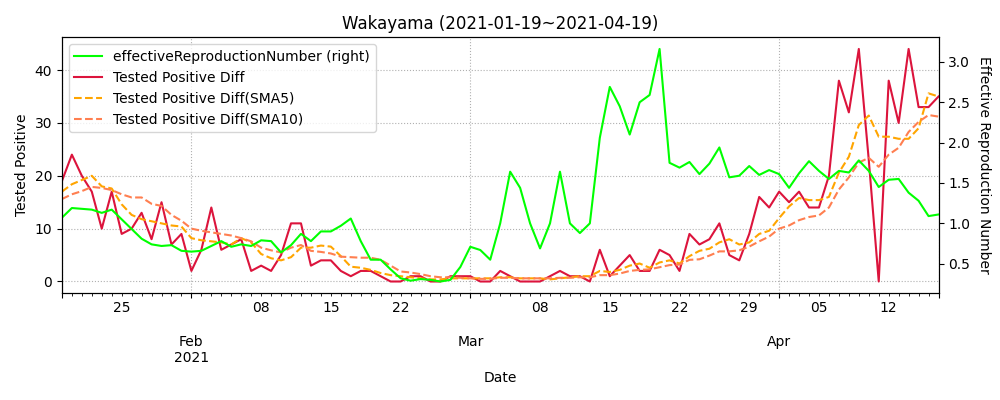 Wakayama (2021-01-19~2021-04-19)
effectiveReproductionNumber (right)
Tested Positive Diff
Tested Positive Diff(SMA5)
Tested Positive Diff(SMA10)
Tested Positive
40
30
20
10
0
3.0
2.5
2.0
1.5
1.0
0.5
Effective Reproduction Number
25 08 15 22 08 15 22 29 05 12
Feb Mar Apr
2021
Date